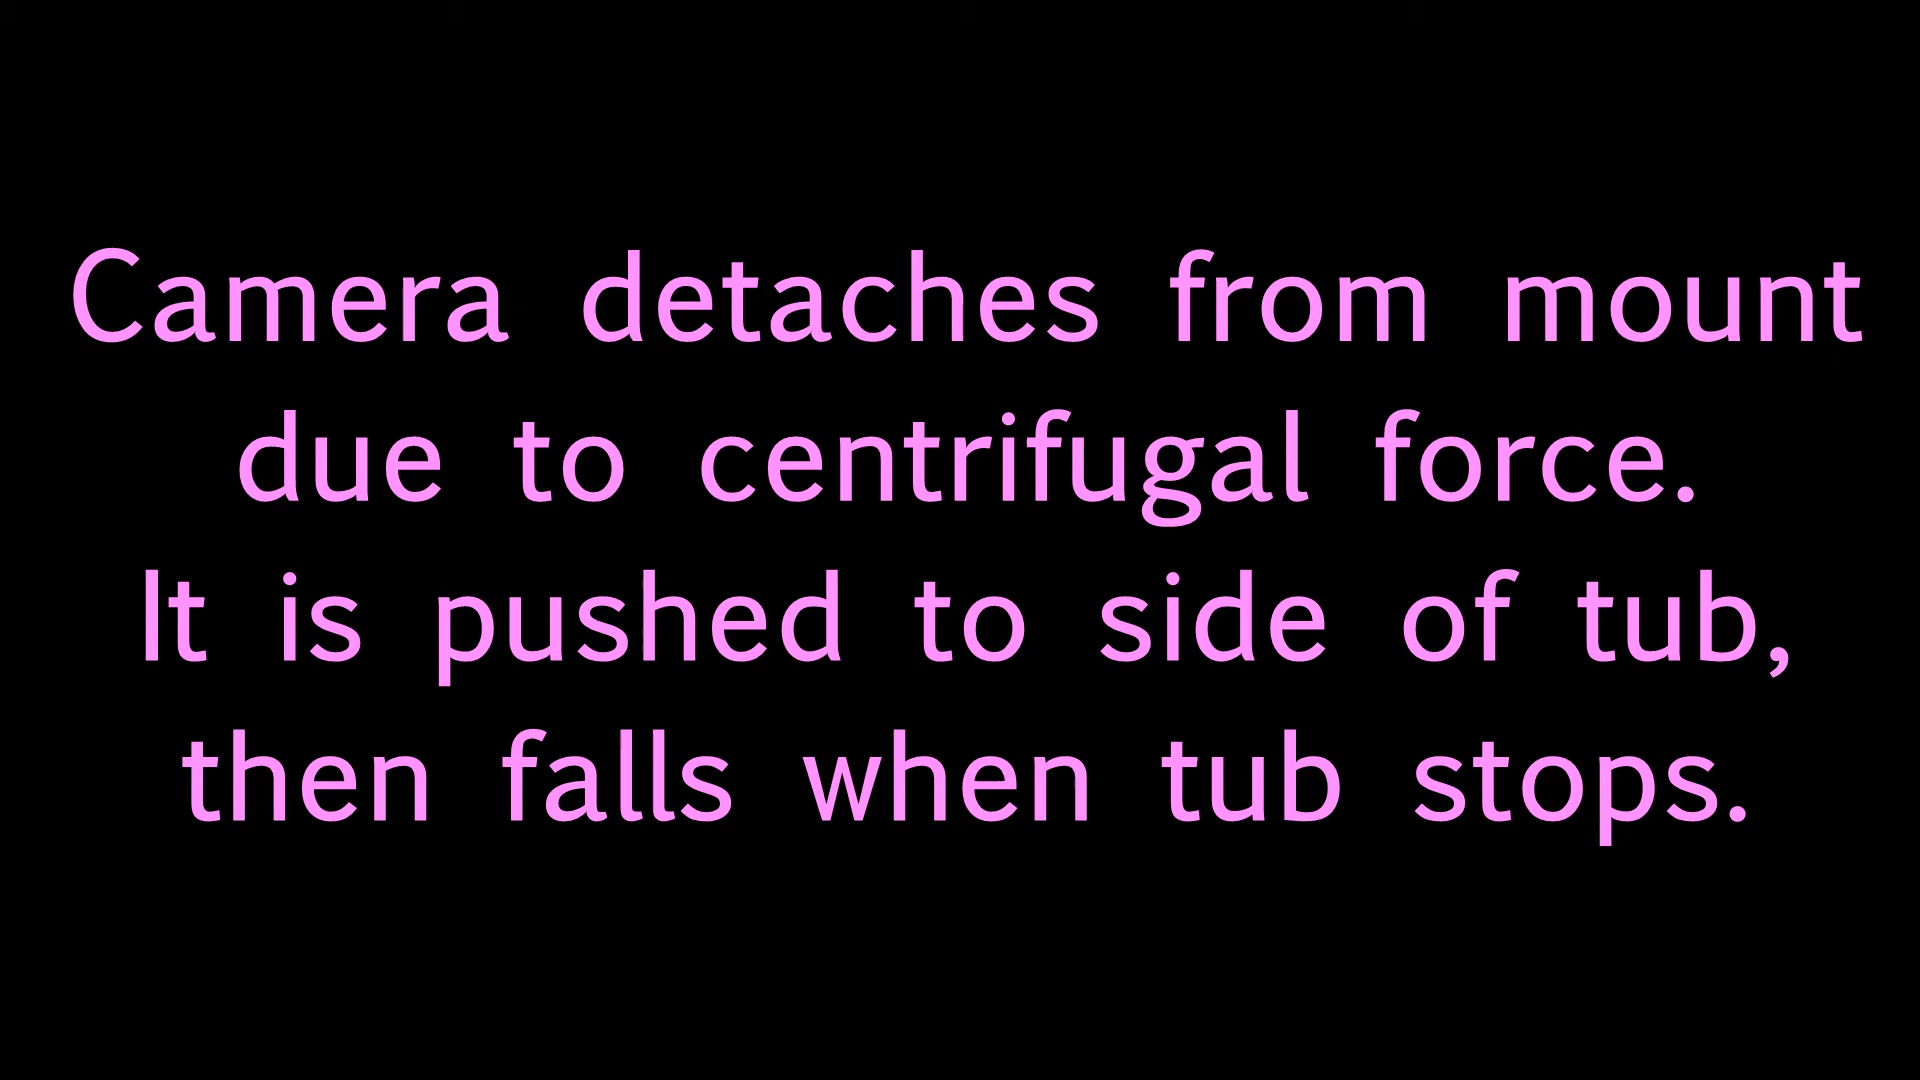 Camera detaches from mount
due to centrifugal force.
It is pushed to side of tub,
then falls when tub stops.